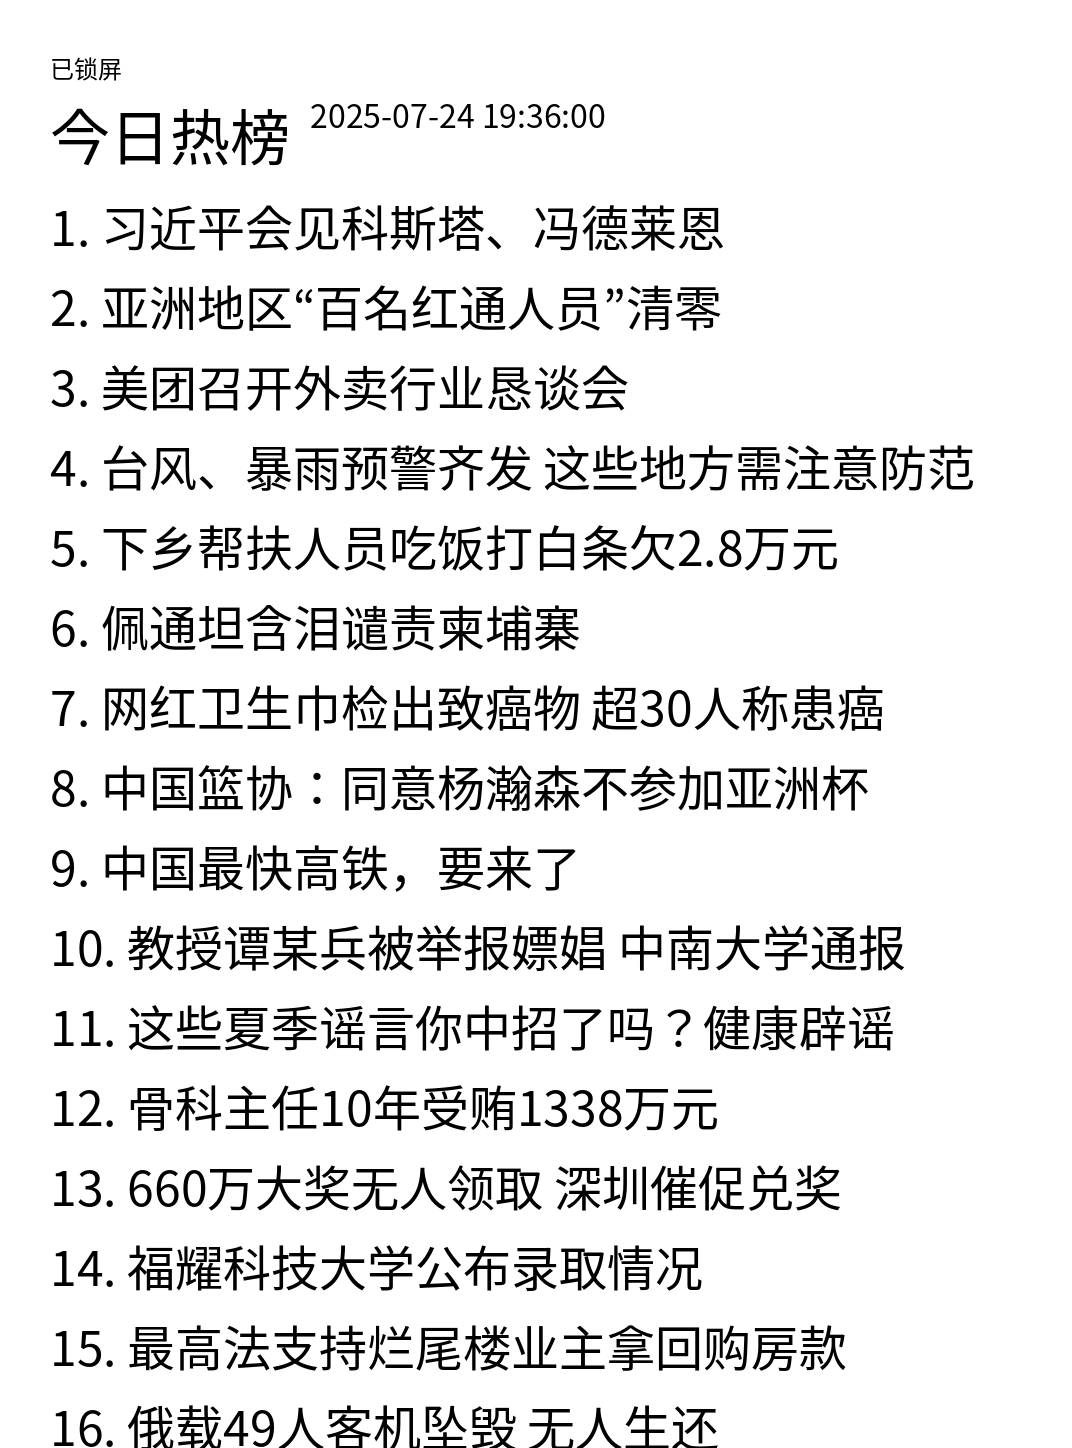 已锁屏
今日热榜 2025-07-24 19:36:00
1. 习近平会见科斯塔、冯德莱恩
2. 亚洲地区“百名红通人员”清零
3. 美团召开外卖行业恳谈会
4. 台风、暴雨预警齐发 这些地方需注意防范
5. 下乡帮扶人员吃饭打白条欠2.8万元
6. 佩通坦含泪谴责柬埔寨
7. 网红卫生巾检出致癌物 超30人称患癌
8. 中国篮协：同意杨瀚森不参加亚洲杯
9. 中国最快高铁，要来了
10. 教授谭某兵被举报嫖娼 中南大学通报
11. 这些夏季谣言你中招了吗？健康辟谣
12. 骨科主任10年受贿1338万元
13. 660万大奖无人领取 深圳催促兑奖
14. 福耀科技大学公布录取情况
15. 最高法支持烂尾楼业主拿回购房款
16. 俄载49人客机坠毁 无人生还